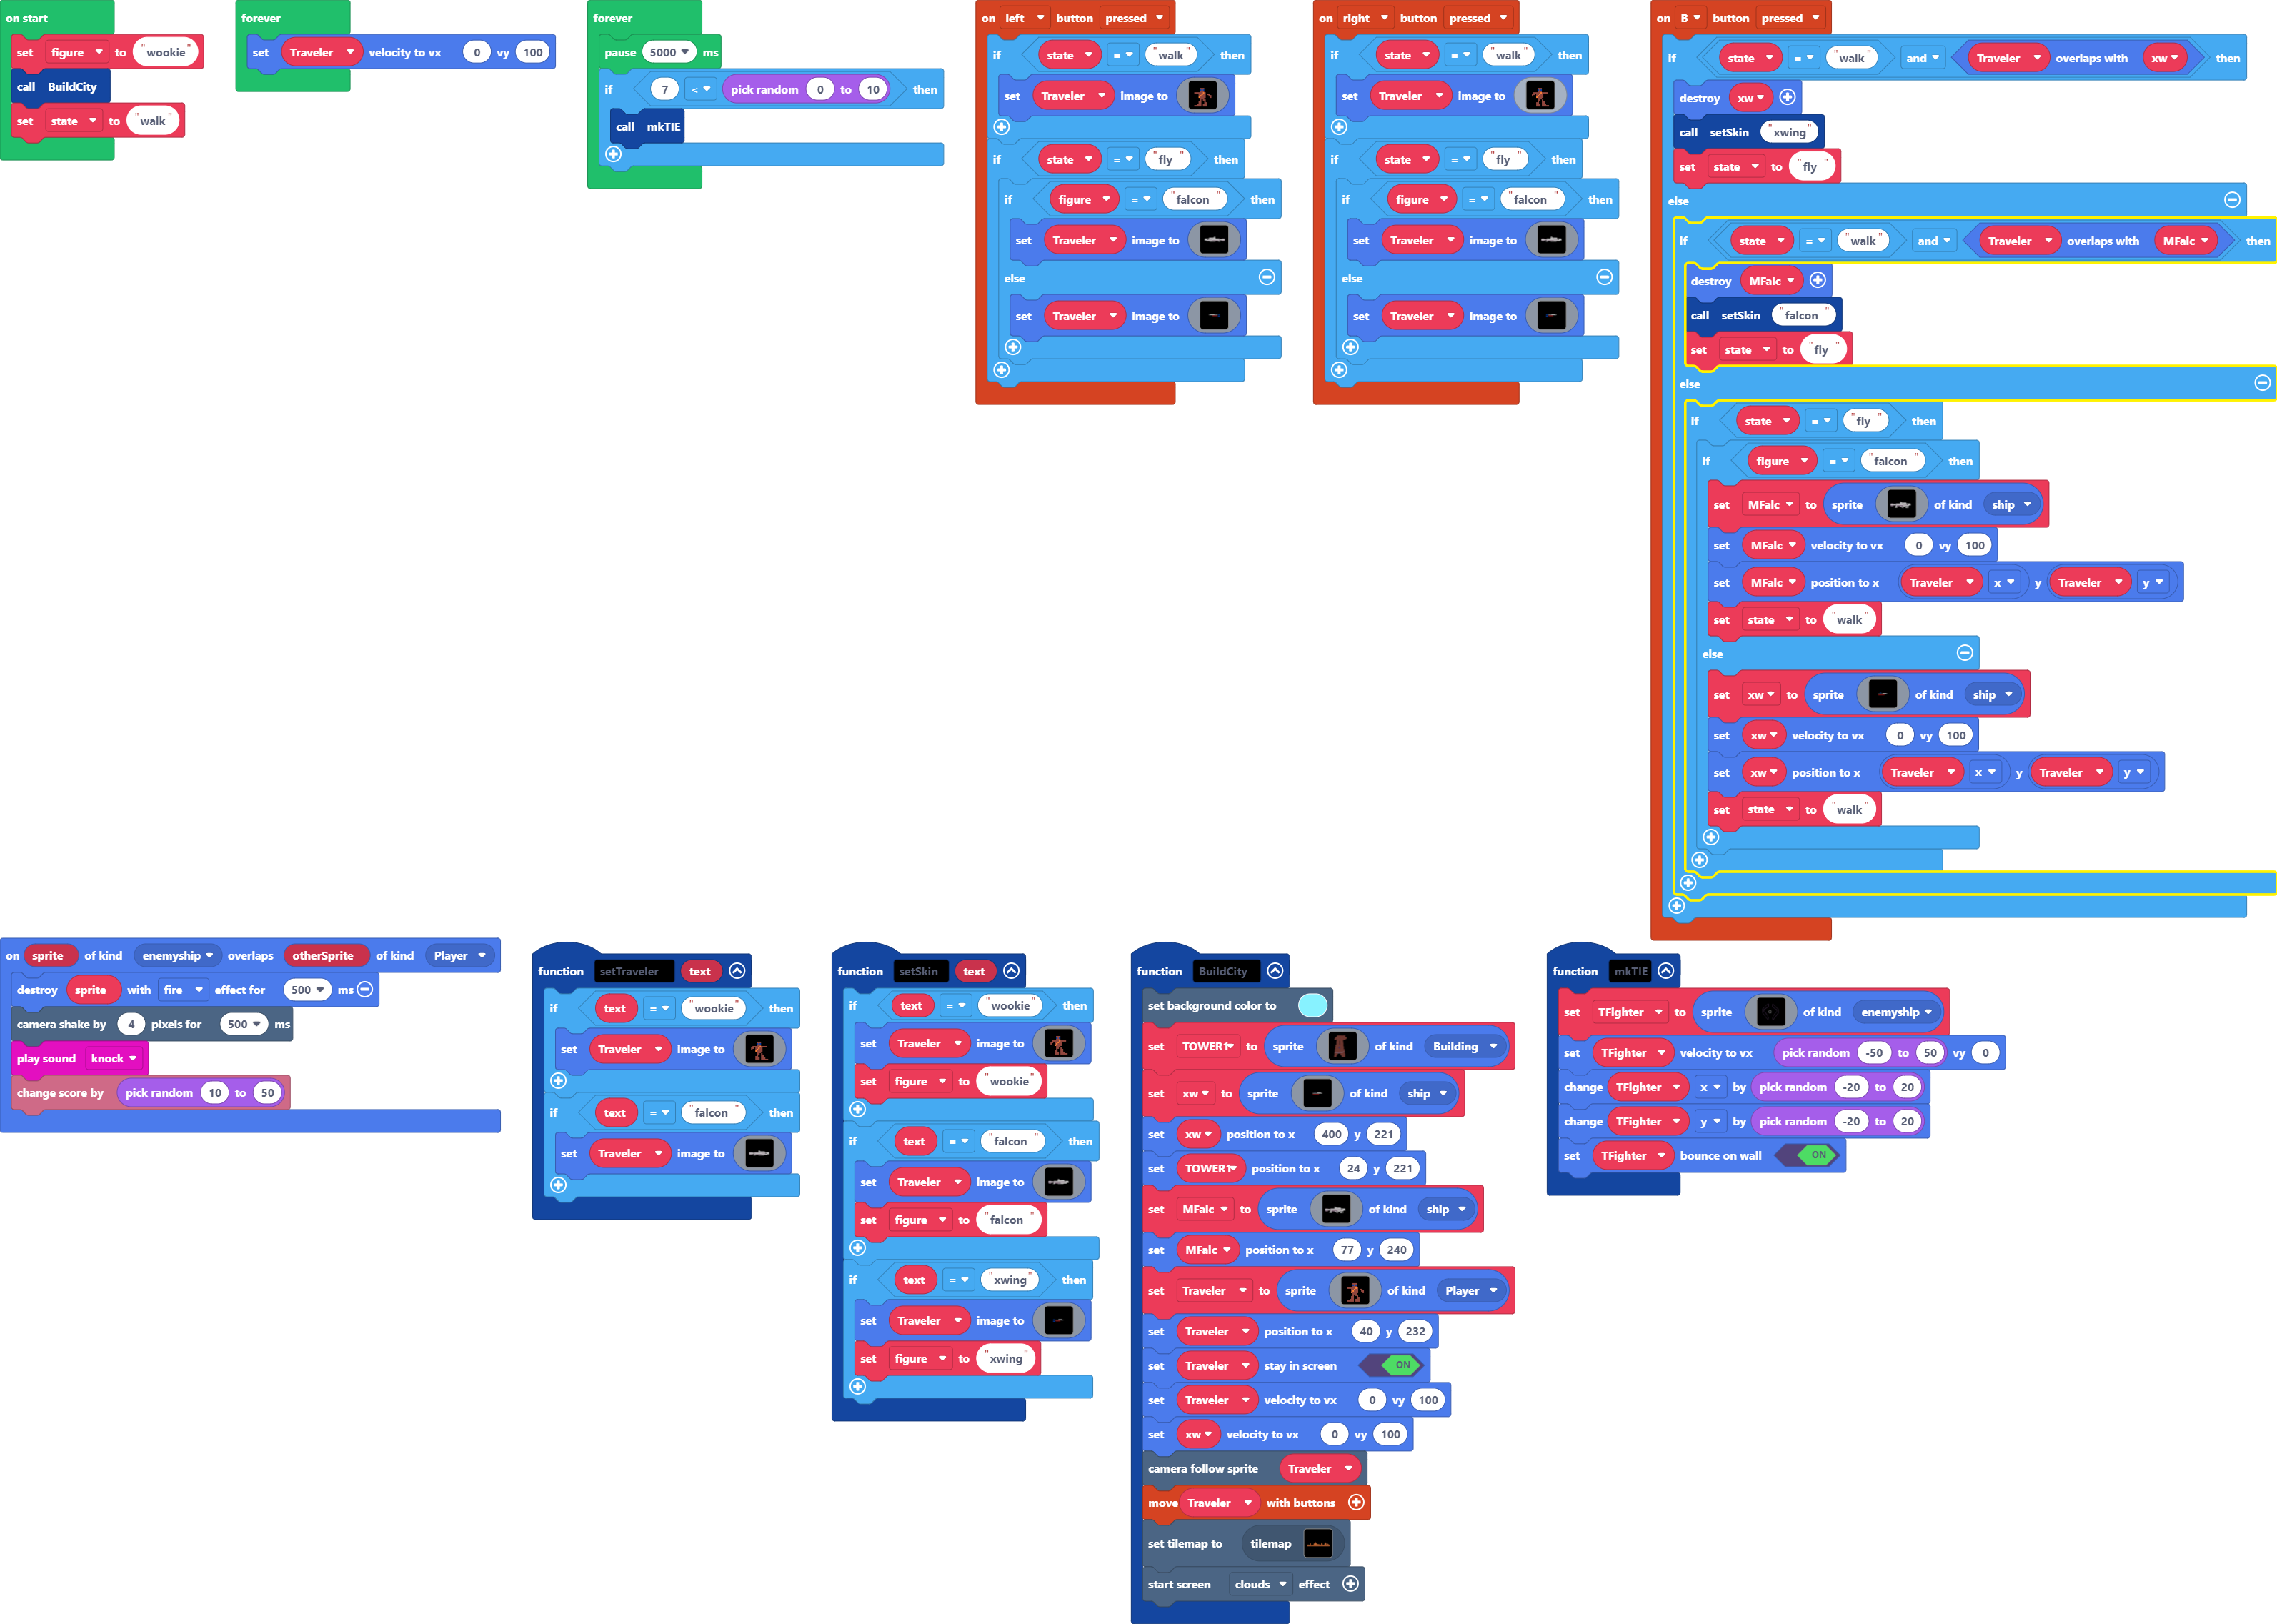 on start
set figure to "wookie"
call BuildCity
set state to "walk"
forever
set Traveler velocity to vx 0 vy 100
forever
pause 5000 ms
if 7 < pick random 0 to 10 then
call mkTIE
on left button pressed
if state = "walk" then
set Traveler image to
if state = "fly" then
if figure = "falcon" then
set Traveler image to
else
set Traveler image to
on right button pressed
if state = "walk" then
set Traveler image to
if state = "fly" then
if figure = "falcon" then
set Traveler image to
else
set Traveler image to
on B button pressed
if state = "walk" and Traveler overlaps with xw then
destroy xw
call setSkin "xwing"
set state to "fly"
else
if state = "walk" and Traveler overlaps with MFalc then
destroy MFalc
call setSkin "falcon"
set state to "fly"
else
if state = "fly" then
if figure = "falcon" then
set MFalc to sprite of kind ship
set MFalc velocity to vx 0 vy 100
set MFalc position to x Traveler x y Traveler y
set state to "walk"
else
set xw to sprite of kind ship
set xw velocity to vx 0 vy 100
set xw position to x Traveler x y Traveler y
set state to "walk"
on sprite of kind enemyship overlaps otherSprite of kind Player
destroy sprite with fire effect for 500 ms
camera shake by 4 pixels for 500 ms
play sound knock
change score by pick random 10 to 50
function setTraveler text
if text = "wookie" then
set Traveler image to
if text = "falcon" then
set Traveler image to
function setSkin text
if text = "wookie" then
set Traveler image to
set figure to "wookie"
if text = "falcon" then
set Traveler image to
set figure to "falcon"
if text = "xwing" then
set Traveler image to
set figure to "xwing"
function BuildCity
set background color to
set TOWER1 to sprite of kind Building
set xw to sprite of kind ship
set xw position to x 400 y 221
set TOWER1 position to x 24 y 221
set MFalc to sprite of kind ship
set MFalc position to x 77 y 240
set Traveler to sprite of kind Player
set Traveler position to x 40 y 232
set Traveler stay in screen ON
set Traveler velocity to vx 0 vy 100
set xw velocity to vx 0 vy 100
camera follow sprite Traveler
move Traveler with buttons
set tilemap to tilemap
start screen clouds effect
function mkTIE
set TFighter to sprite of kind enemyship
set TFighter velocity to vx pick random -50 to 50 vy 0
change TFighter x by pick random -20 to 20
change TFighter y by pick random -20 to 20
set TFighter bounce on wall ON